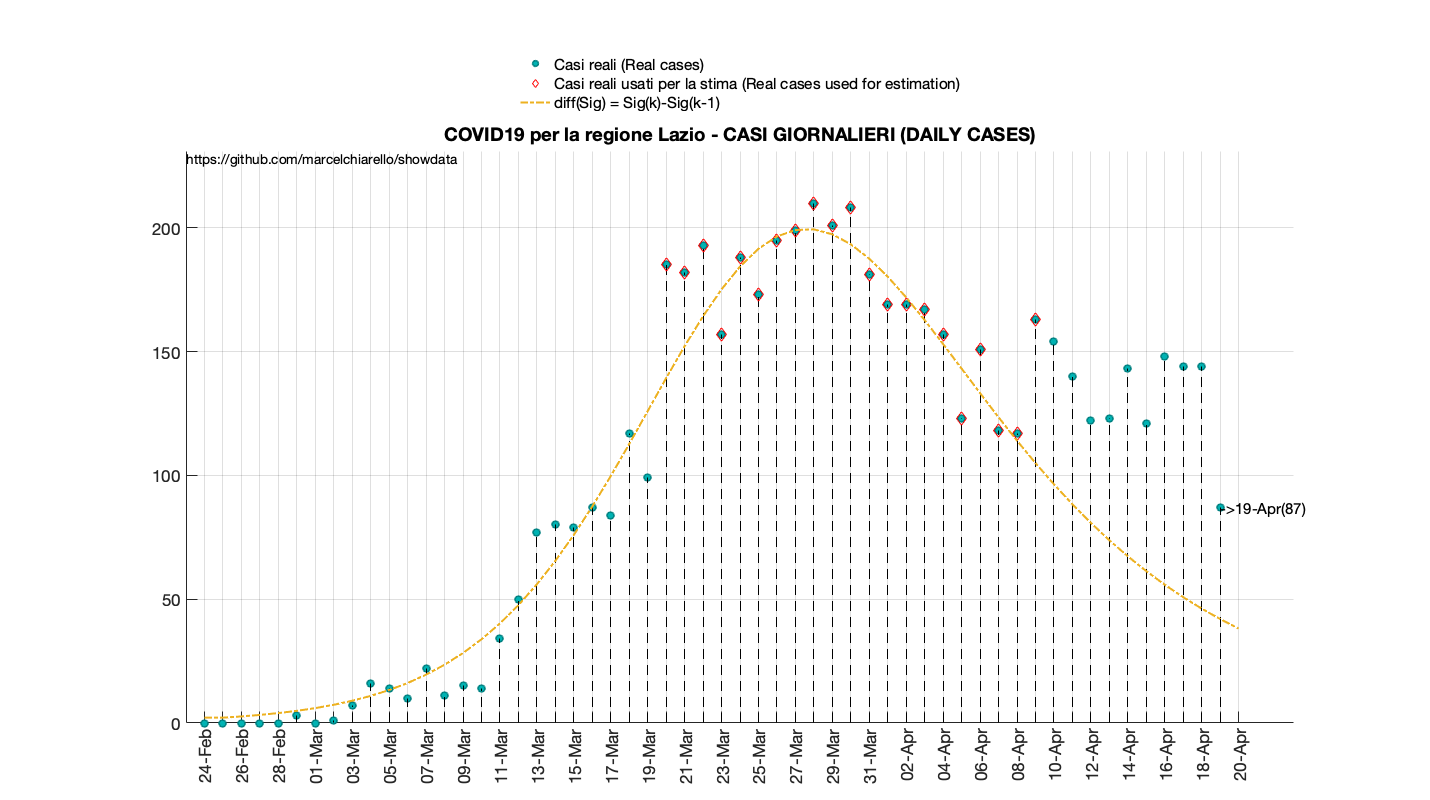 Casi reali (Real cases)
Casi reali usati per la stima (Real cases used for estimation)
diff(Sig) = Sig(k)-Sig(k-1)
COVID19 per la regione Lazio - CASI GIORNALIERI (DAILY CASES)
https://github.com/marcelchiarello/showdata
200
150
100
50
0
->19-Apr(87)
24-Feb
26-Feb
28-Feb
01-Mar
03-Mar
05-Mar
07-Mar
09-Mar
11-Mar
13-Mar
15-Mar
17-Mar
19-Mar
21-Mar
23-Mar
25-Mar
27-Mar
29-Mar
31-Mar
02-Apr
04-Apr
06-Apr
08-Apr
10-Apr
12-Apr
14-Apr
16-Apr
18-Apr
20-Apr